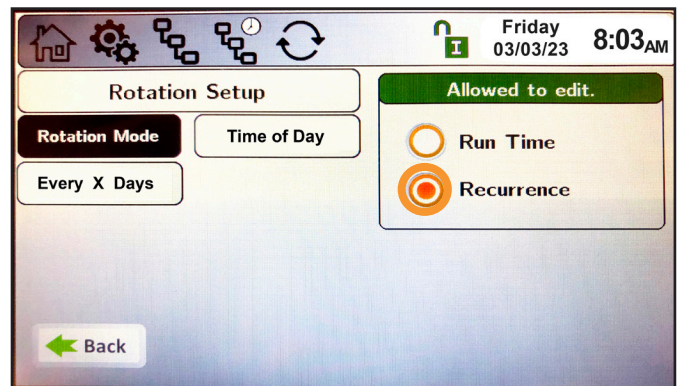 Friday
03/03/23
8:03AM
I
Rotation Setup
Allowed to edit.
Rotation Mode
Time of Day
Run Time
Every X Days
Recurrence
Back